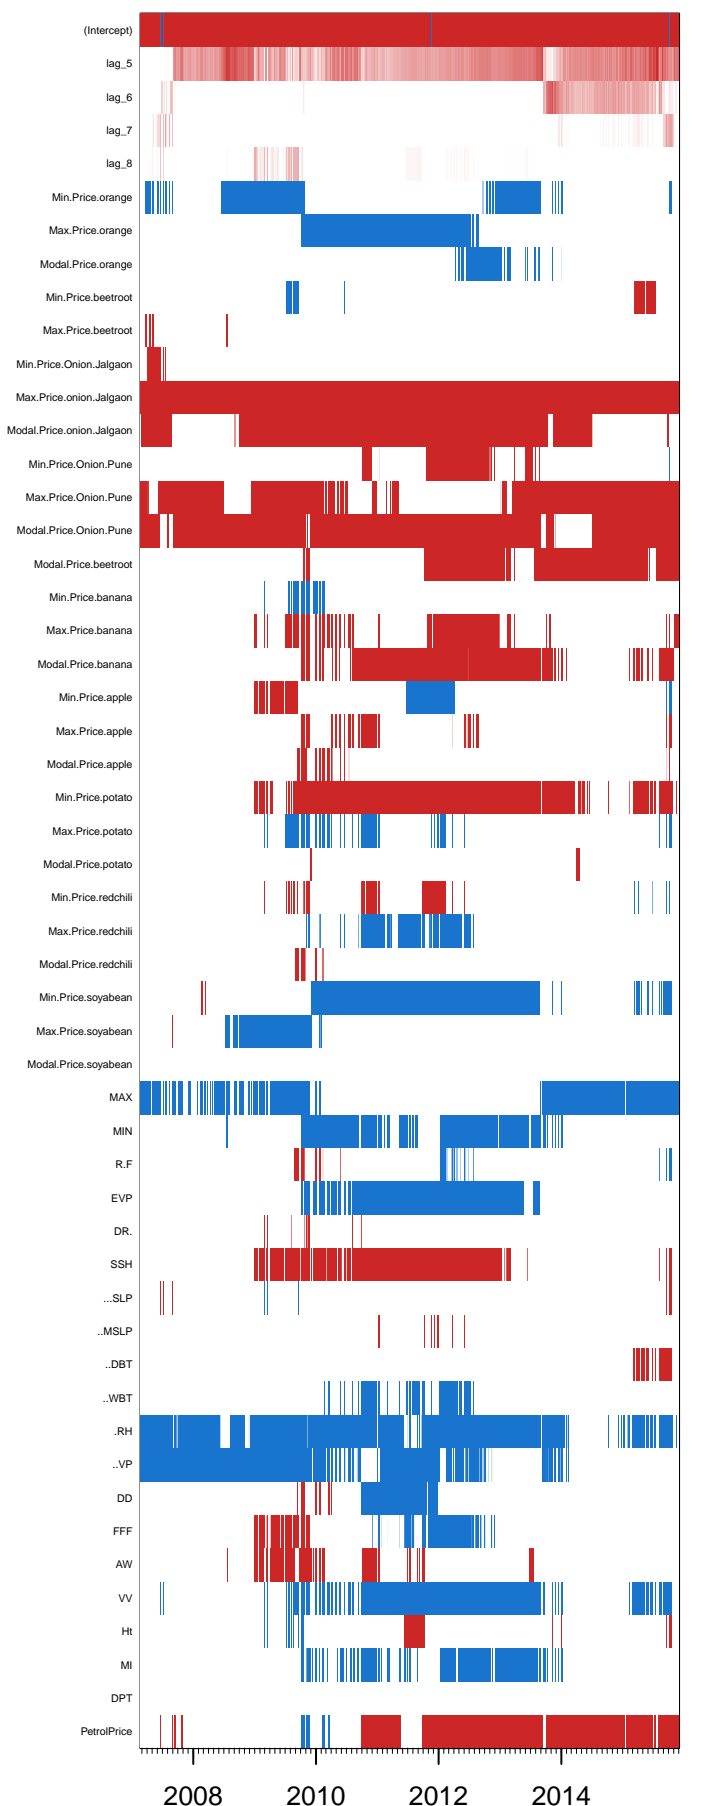 (Intercept)
lag_5
lag_6
lag_7
lag_8
Min.Price.orange
Max.Price.orange
Modal.Price.orange
Min.Price.beetroot
Max.Price.beetroot
Min.Price.Onion.Jalgaon
Max.Price.onion.Jalgaon
Modal.Price.onion.Jalgaon
Min.Price.Onion.Pune
Max.Price.Onion.Pune
Modal.Price.Onion.Pune
Modal.Price.beetroot
Min.Price.banana
Max.Price.banana
Modal.Price.banana
Min.Price.apple
Max.Price.apple
Modal.Price.apple
Min.Price.potato
Max.Price.potato
Modal.Price.potato
Min.Price.redchili
Max.Price.redchili
Modal.Price.redchili
Min.Price.soyabean
Max.Price.soyabean
Modal.Price.soyabean
MAX
MIN
R.F
EVP
DR.
SSH
...SLP
..MSLP
..DBT
..WBT
.RH
..VP
DD
FFF
AW
VV
Ht
MI
DPT
PetrolPrice
2008 2010 2012 2014